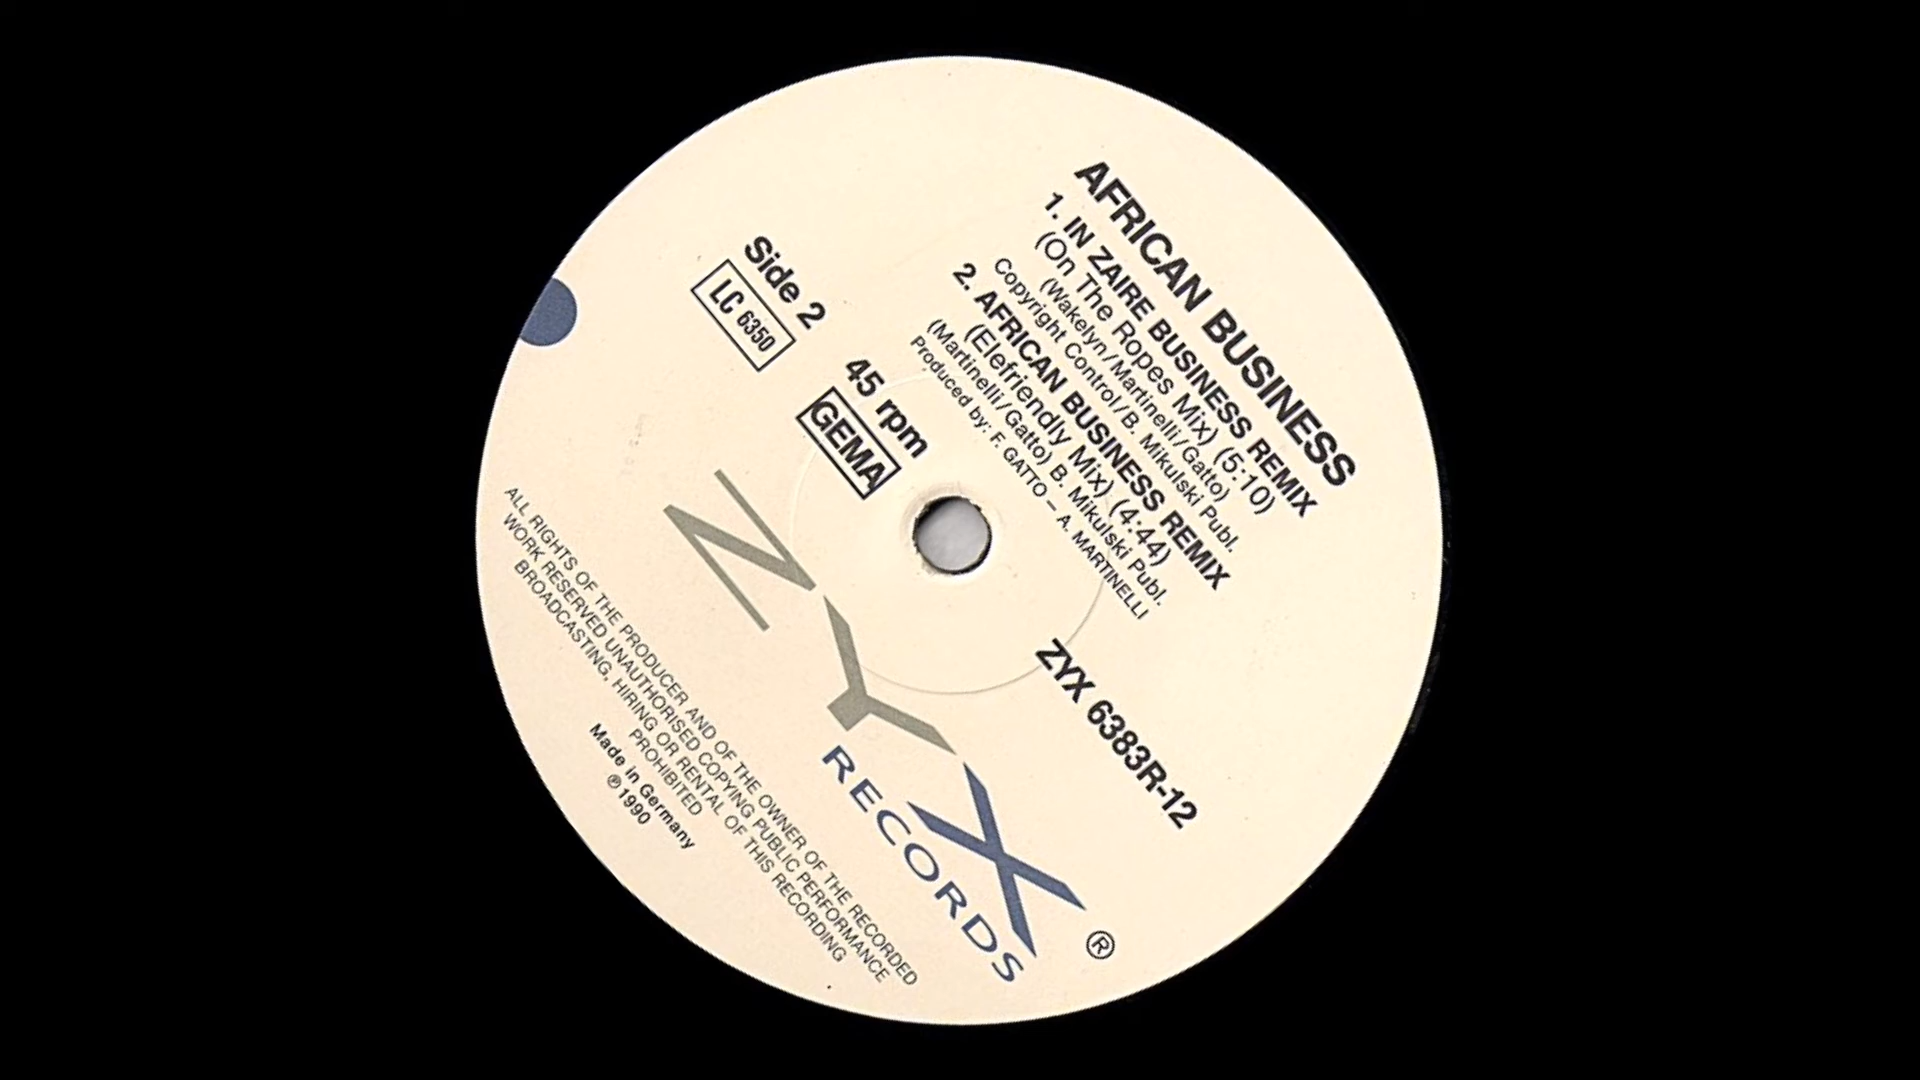 AFRICAN BUSINESS
1. IN ZAIRE BUSINESS REMIX
(On The Ropes Mix) (5:10)
(Wakelyn/Martinelli/Gatto)
Copyright Control/B. Mikulski Publ.
2. AFRICAN BUSINESS REMIX
(Elefriendly Mix) (4:44)
(Martinelli/Gatto) B. Mikulski Publ.
Produced by: F. GATTO – A. MARTINELLI
Side 2
LC 6350
45 rpm
GEMA
ZYX 6383R-12
ZYX
RECORDS
®
ALL RIGHTS OF THE PRODUCER AND OF THE OWNER OF THE RECORDED
WORK RESERVED UNAUTHORISED COPYING PUBLIC PERFORMANCE
BROADCASTING, HIRING OR RENTAL OF THIS RECORDING
PROHIBITED
Made in Germany
℗ 1990